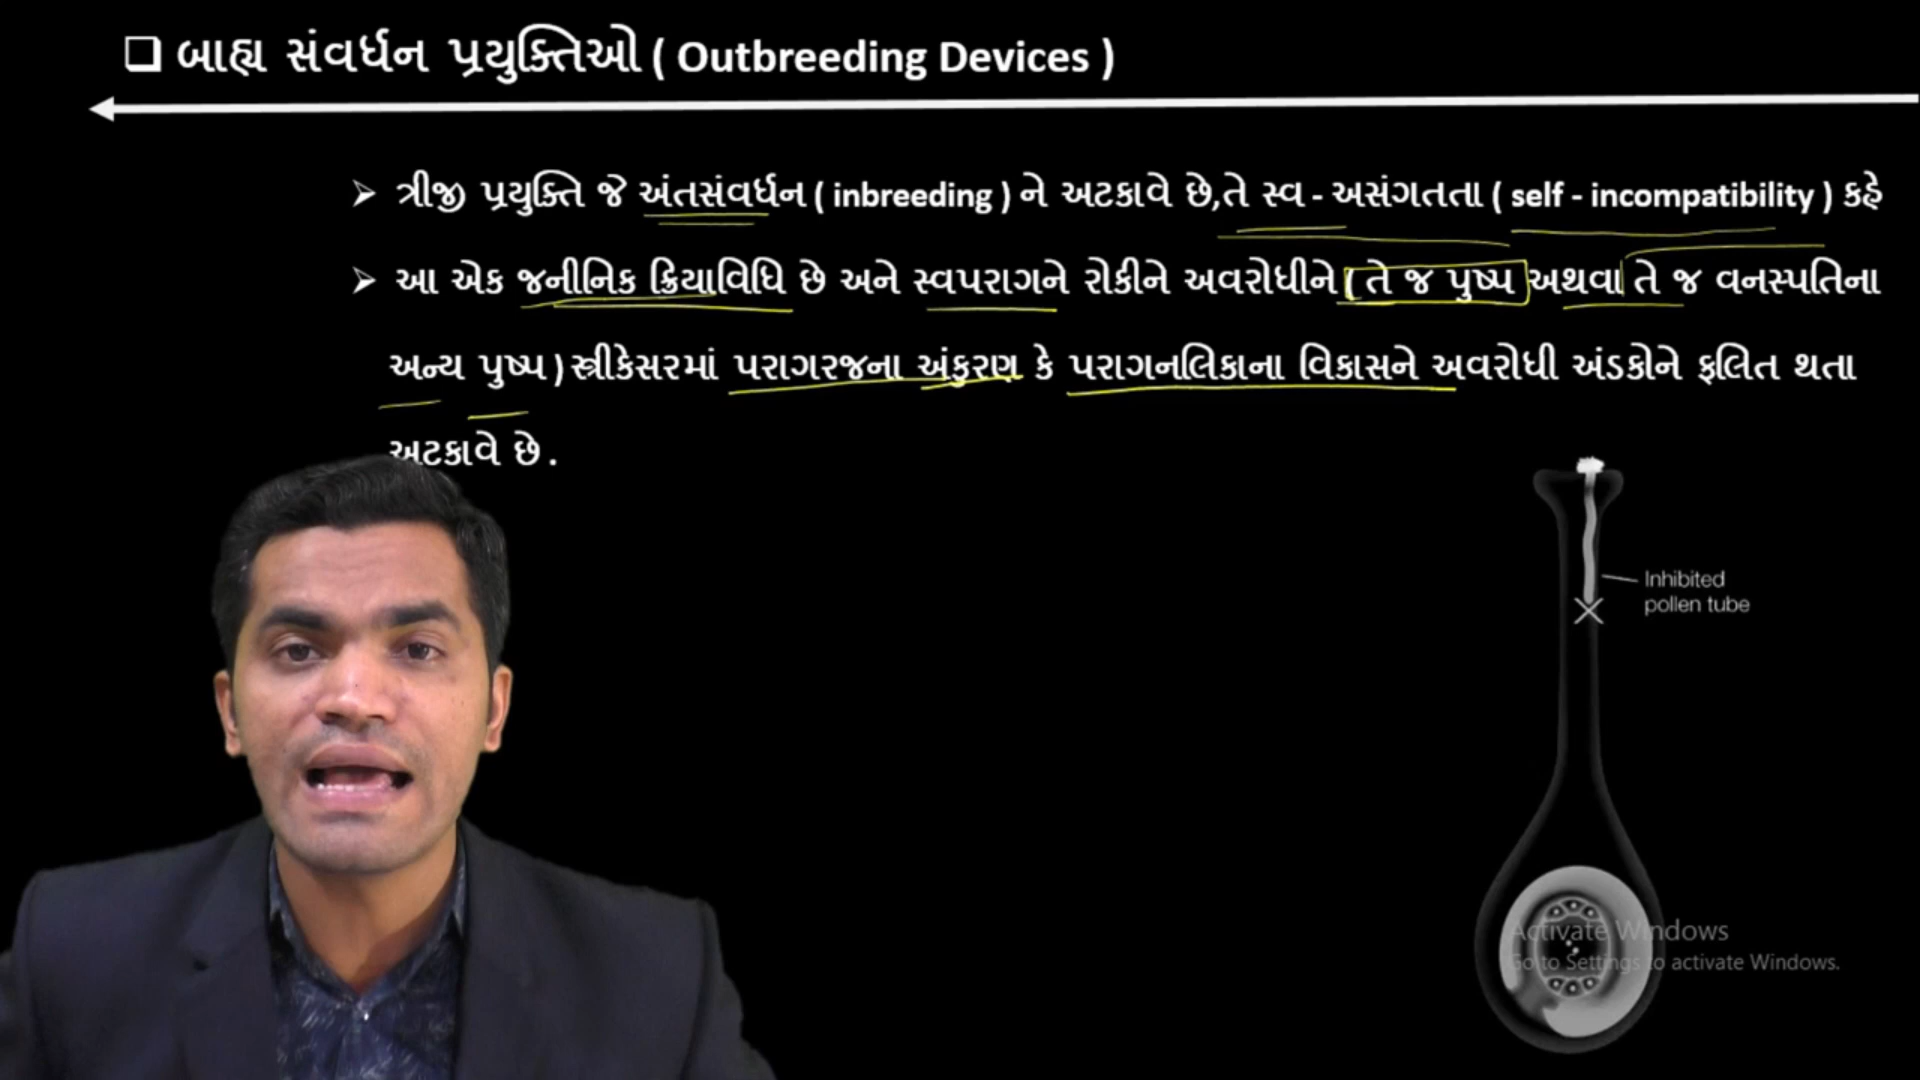 ❑ બાહ્ય સંવર્ધન પ્રયુક્તિઓ ( Outbreeding Devices )
➤ ત્રીજી પ્રયુક્તિ જે અંતસંવર્ધન ( inbreeding ) ને અટકાવે છે,તે સ્વ - અસંગતતા ( self - incompatibility ) કહે
➤ આ એક જનીનિક ક્રિયાવિધિ છે અને સ્વપરાગને રોકીને અવરોધીને ( તે જ પુષ્પ અથવા તે જ વનસ્પતિના
અન્ય પુષ્પ ) સ્ત્રીકેસરમાં પરાગરજના અંકુરણ કે પરાગનલિકાના વિકાસને અવરોધી અંડકોને ફલિત થતા
અટકાવે છે .
Inhibited
pollen tube
Activate Windows
Go to Settings to activate Windows.